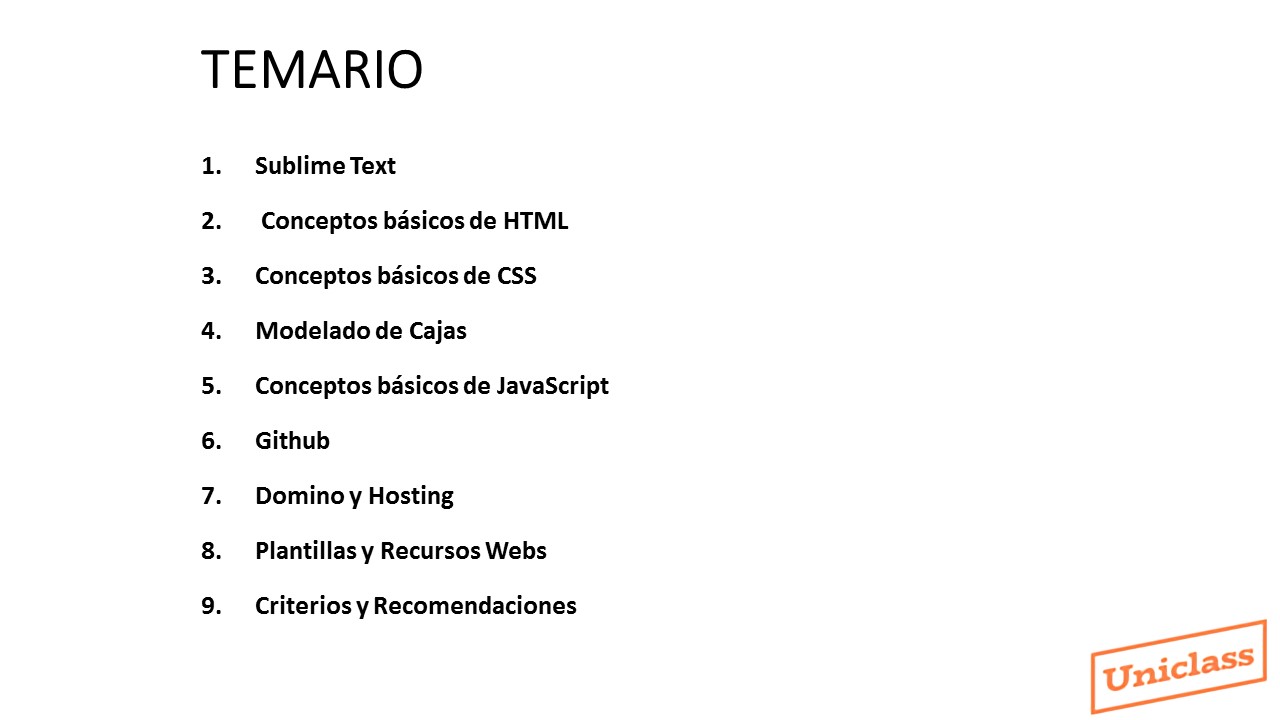 TEMARIO
1. Sublime Text
2. Conceptos básicos de HTML
3. Conceptos básicos de CSS
4. Modelado de Cajas
5. Conceptos básicos de JavaScript
6. Github
7. Domino y Hosting
8. Plantillas y Recursos Webs
9. Criterios y Recomendaciones
Uniclass